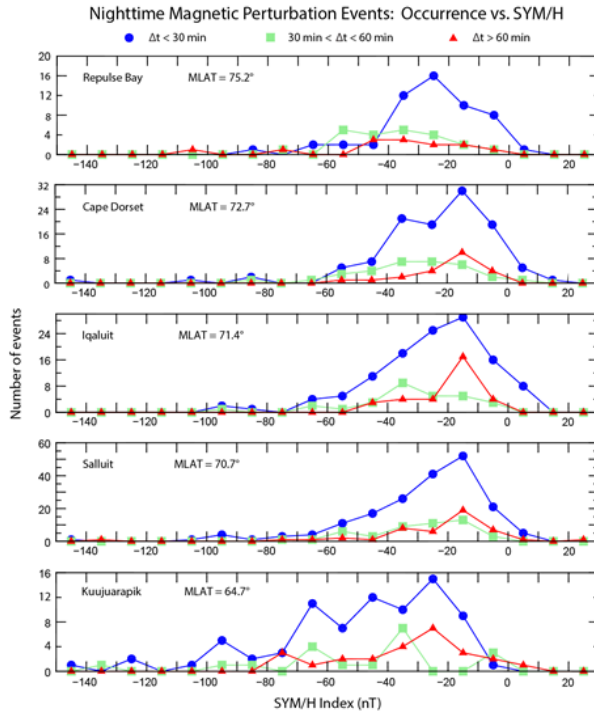 Nighttime Magnetic Perturbation Events: Occurrence vs. SYM/H
Δt < 30 min 30 min < Δt < 60 min Δt > 60 min
Repulse Bay MLAT = 75.2°
20
16
12
8
4
0
−140 −120 −100 −80 −60 −40 −20 0 20
Cape Dorset MLAT = 72.7°
32
24
16
8
0
−140 −120 −100 −80 −60 −40 −20 0 20
Iqaluit MLAT = 71.4°
24
16
8
0
−140 −120 −100 −80 −60 −40 −20 0 20
Salluit MLAT = 70.7°
60
40
20
0
−140 −120 −100 −80 −60 −40 −20 0 20
Kuujuarapik MLAT = 64.7°
16
12
8
4
0
−140 −120 −100 −80 −60 −40 −20 0 20
Number of events
SYM/H Index (nT)